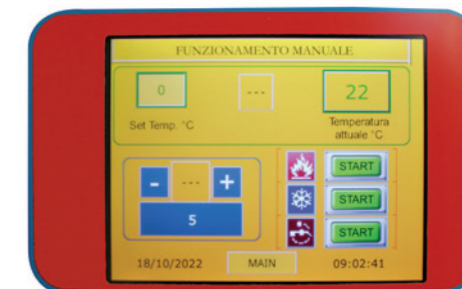 FUNZIONAMENTO MANUALE
0
---
22
Set Temp. °C
Temperatura
attuale °C
- --- +
5
START
START
START
18/10/2022 MAIN 09:02:41